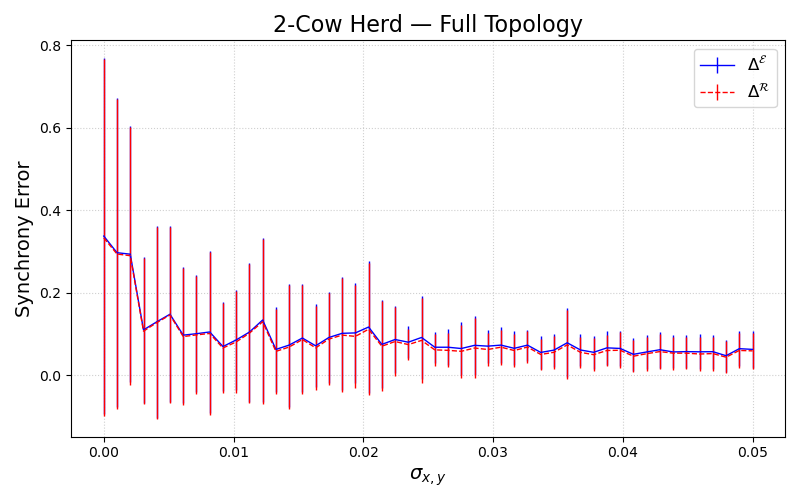 2-Cow Herd — Full Topology
Synchrony Error
0.8
0.6
0.4
0.2
0.0
Δ^ℰ
Δ^ℛ
0.00 0.01 0.02 0.03 0.04 0.05
σ_{x,y}